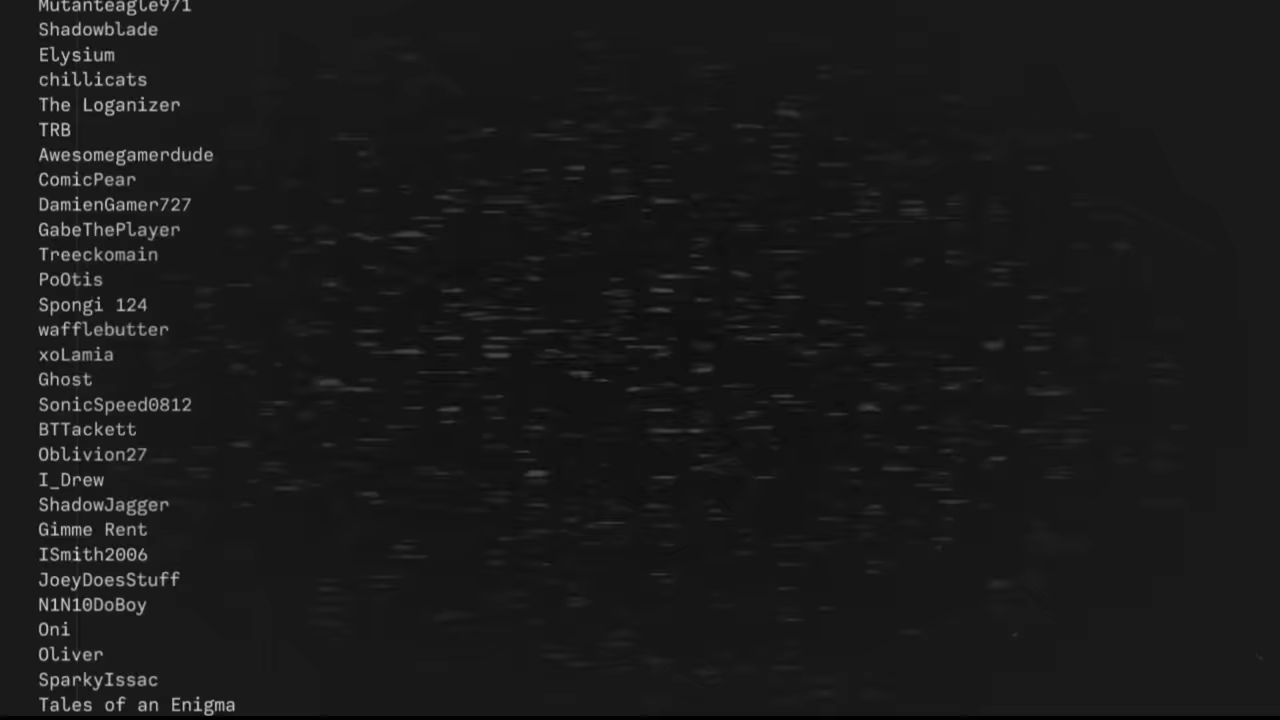 Mutanteagle971
Shadowblade
Elysium
chillicats
The Loganizer
TRB
Awesomegamerdude
ComicPear
DamienGamer727
GabeThePlayer
Treeckomain
PoOtis
Spongi 124
wafflebutter
xoLamia
Ghost
SonicSpeed0812
BTTackett
Oblivion27
I_Drew
ShadowJagger
Gimme Rent
ISmith2006
JoeyDoesStuff
N1N10DoBoy
Oni
Oliver
SparkyIssac
Tales of an Enigma